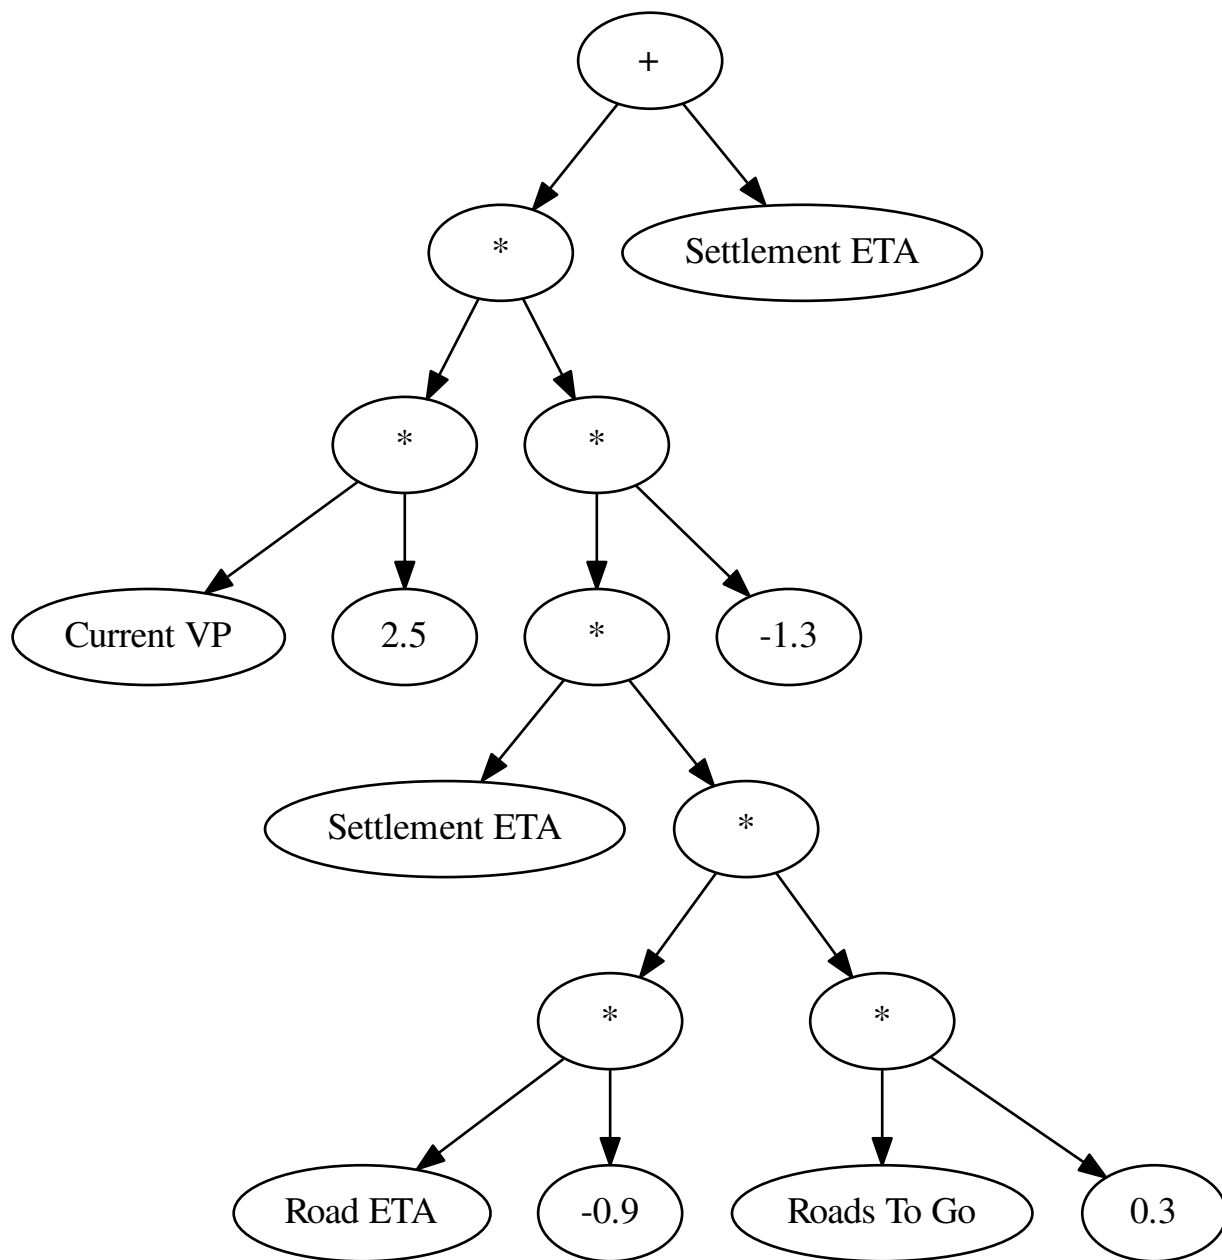 +
*
Settlement ETA
*
*
Current VP
2.5
*
-1.3
Settlement ETA
*
*
*
Road ETA
-0.9
Roads To Go
0.3